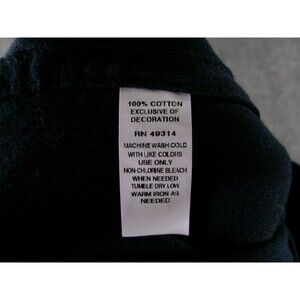 100% COTTON
EXCLUSIVE OF
DECORATION
RN 49314
MACHINE WASH COLD
WITH LIKE COLORS
USE ONLY
NON-CHLORINE BLEACH
WHEN NEEDED
TUMBLE DRY LOW
WARM IRON AS
NEEDED